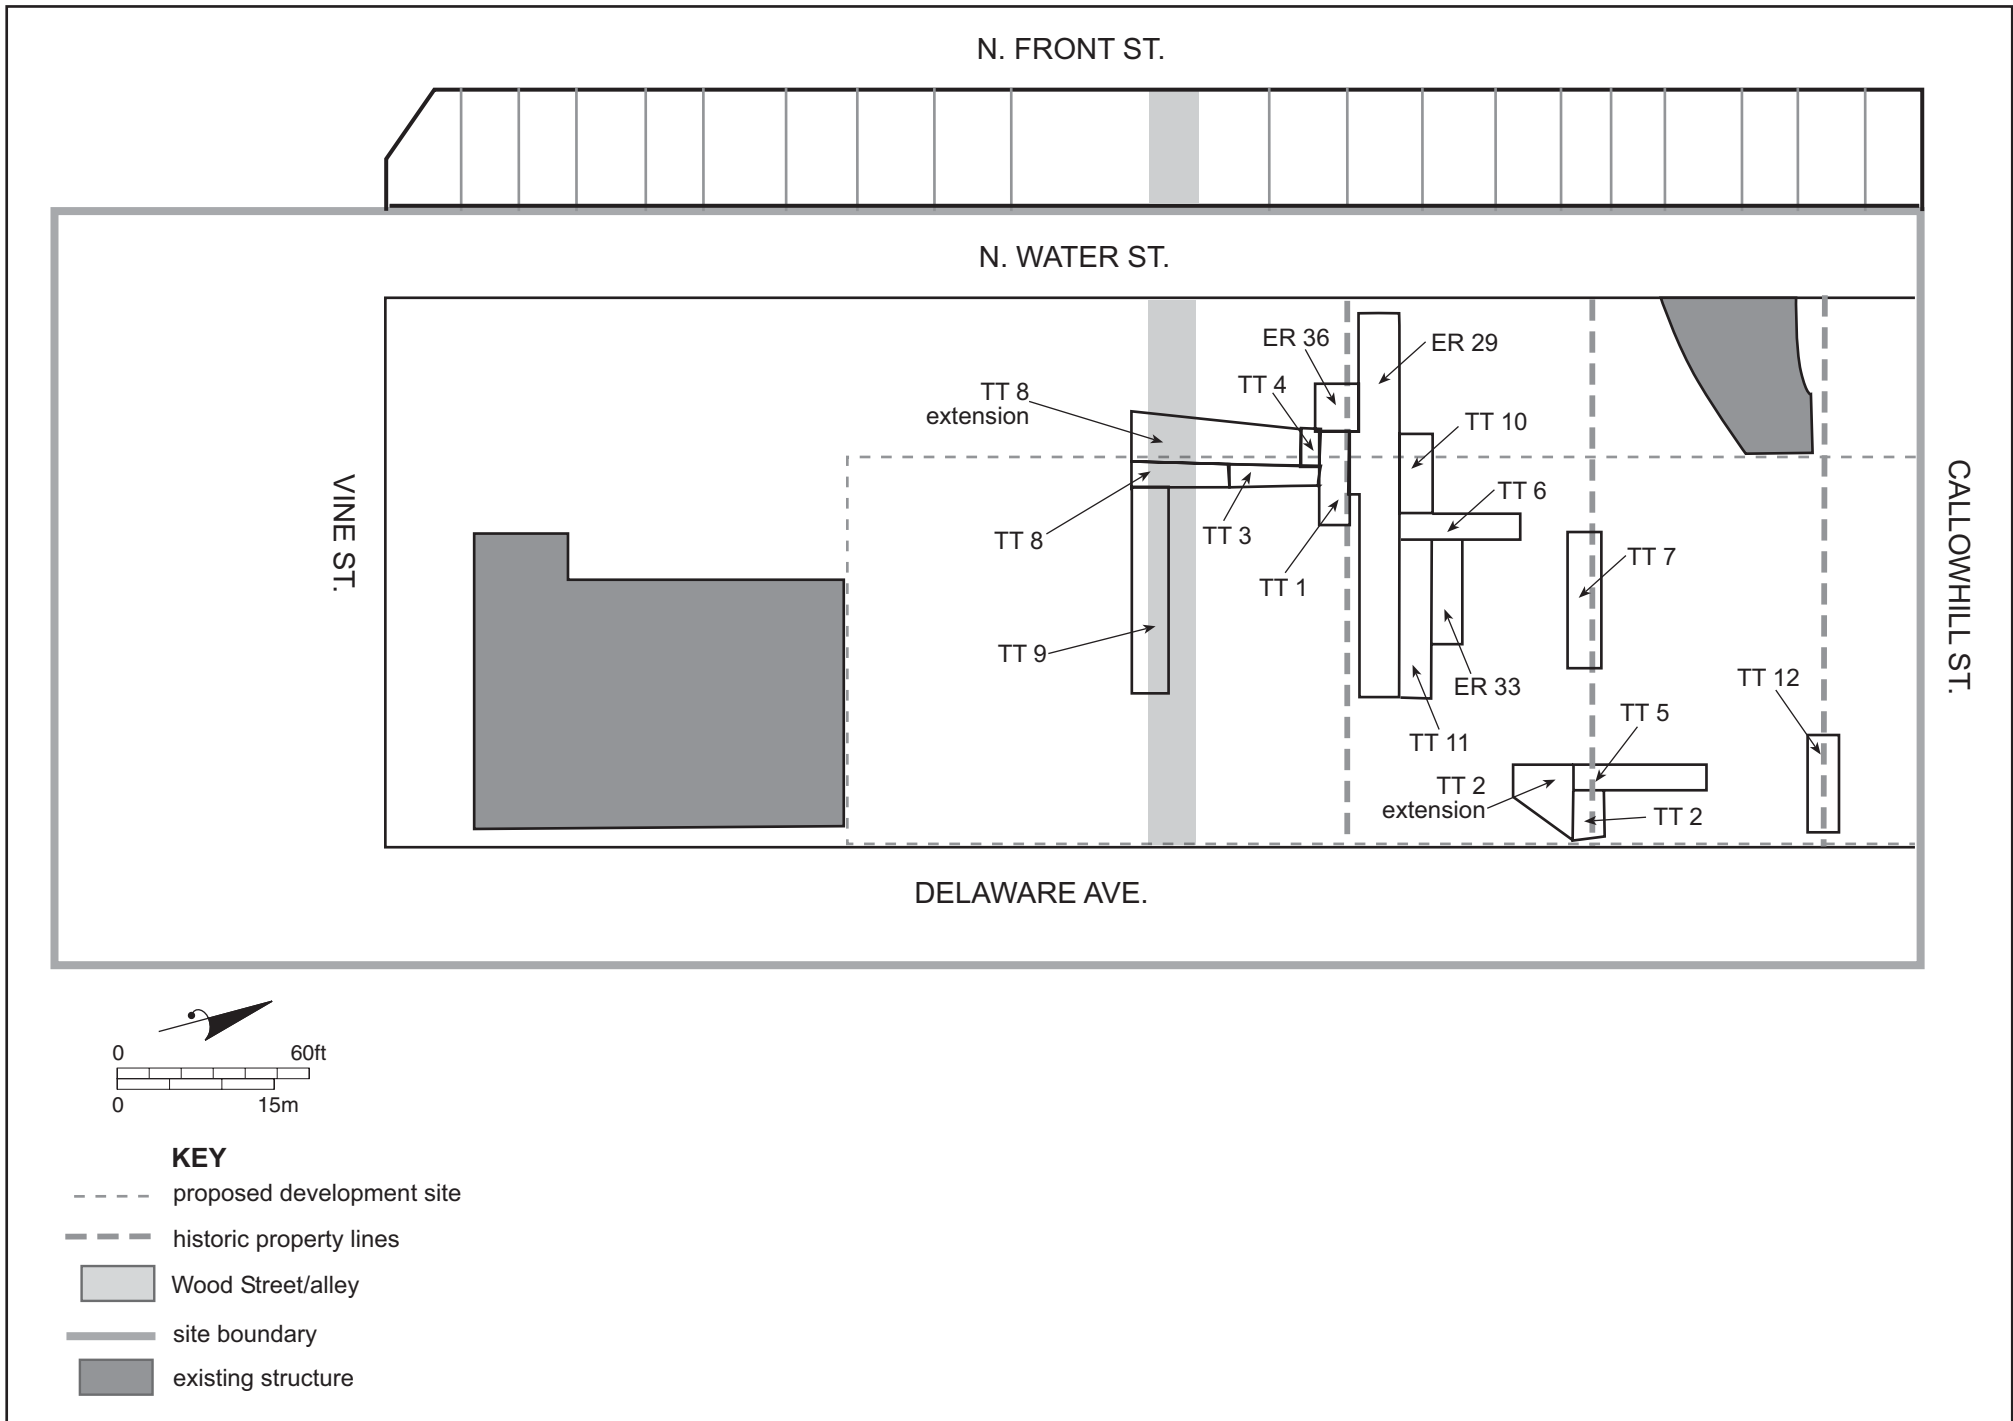 N. FRONT ST.
N. WATER ST.
ER 36
ER 29
TT 4
TT 8
extension
TT 10
VINE ST.
CALLOWHILL ST.
TT 6
TT 8
TT 3
TT 7
TT 1
TT 9
ER 33
TT 12
TT 5
TT 11
TT 2
extension
TT 2
DELAWARE AVE.
0 60ft
0 15m
KEY
proposed development site
historic property lines
Wood Street/alley
site boundary
existing structure